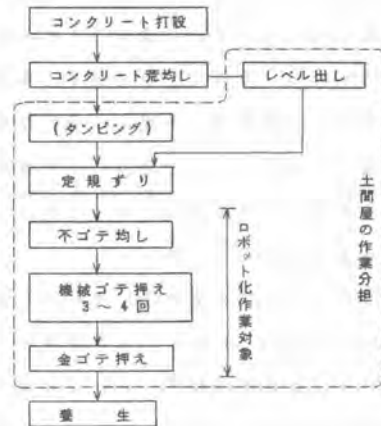 コンクリート打設
コンクリート荒均し
レベル出し
(タンピング)
定規ずり
不ゴテ均し
機械ゴテ押え
3～4回
金ゴテ押え
養生
ロボット化作業対象
土間屋の作業分担